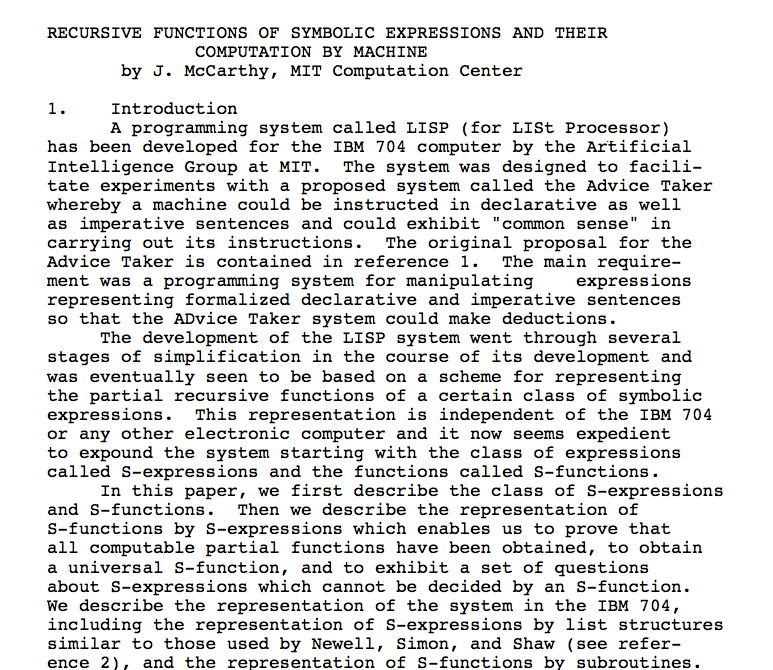 RECURSIVE FUNCTIONS OF SYMBOLIC EXPRESSIONS AND THEIR
COMPUTATION BY MACHINE
by J. McCarthy, MIT Computation Center
1. Introduction
A programming system called LISP (for LISt Processor)
has been developed for the IBM 704 computer by the Artificial
Intelligence Group at MIT. The system was designed to facili-
tate experiments with a proposed system called the Advice Taker
whereby a machine could be instructed in declarative as well
as imperative sentences and could exhibit "common sense" in
carrying out its instructions. The original proposal for the
Advice Taker is contained in reference 1. The main require-
ment was a programming system for manipulating expressions
representing formalized declarative and imperative sentences
so that the ADvice Taker system could make deductions.
The development of the LISP system went through several
stages of simplification in the course of its development and
was eventually seen to be based on a scheme for representing
the partial recursive functions of a certain class of symbolic
expressions. This representation is independent of the IBM 704
or any other electronic computer and it now seems expedient
to expound the system starting with the class of expressions
called S-expressions and the functions called S-functions.
In this paper, we first describe the class of S-expressions
and S-functions. Then we describe the representation of
S-functions by S-expressions which enables us to prove that
all computable partial functions have been obtained, to obtain
a universal S-function, and to exhibit a set of questions
about S-expressions which cannot be decided by an S-function.
We describe the representation of the system in the IBM 704,
including the representation of S-expressions by list structures
similar to those used by Newell, Simon, and Shaw (see refer-
ence 2), and the representation of S-functions by subroutines.